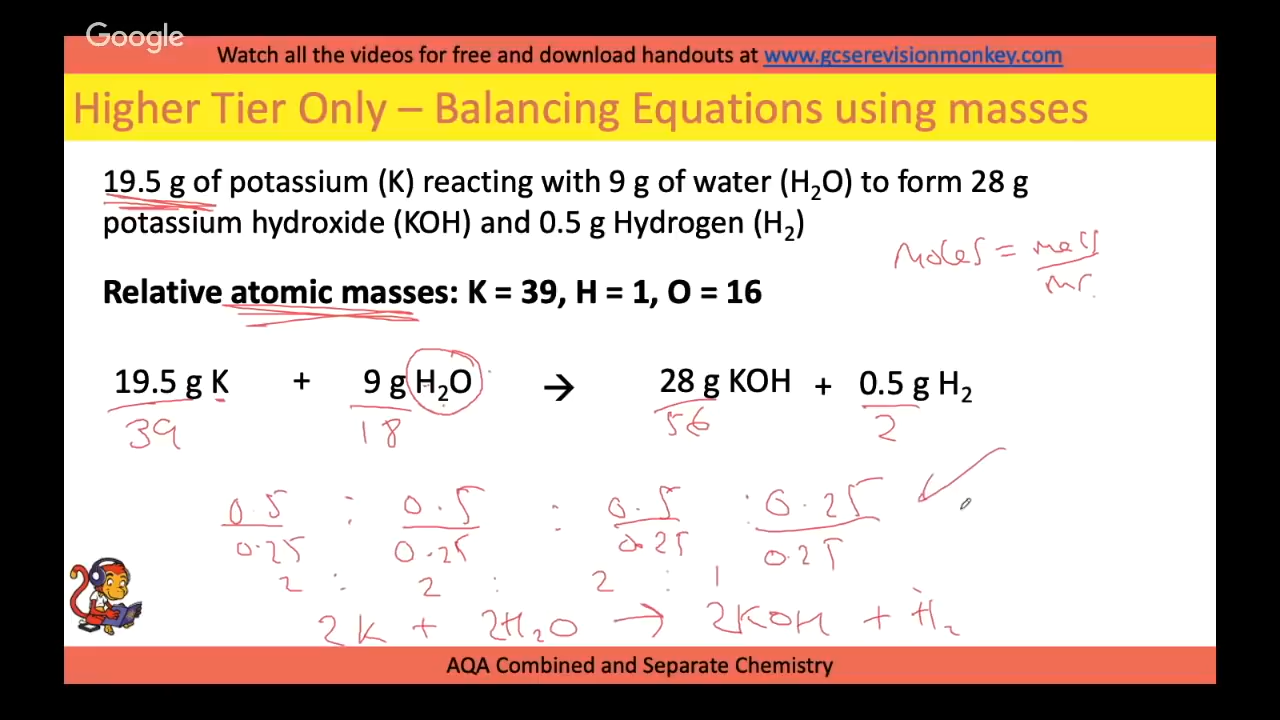 Google
Watch all the videos for free and download handouts at www.gcserevisionmonkey.com
Higher Tier Only – Balancing Equations using masses
19.5 g of potassium (K) reacting with 9 g of water (H₂O) to form 28 g
potassium hydroxide (KOH) and 0.5 g Hydrogen (H₂)
moles = mass
Mr
Relative atomic masses: K = 39, H = 1, O = 16
19.5 g K + 9 g H₂O → 28 g KOH + 0.5 g H₂
39 18 56 2
0.5 : 0.5 : 0.5 : 0.25
0.25 0.25 0.25 0.25
2 : 2 : 2 : 1
2K + 2H₂O → 2KOH + H₂
AQA Combined and Separate Chemistry